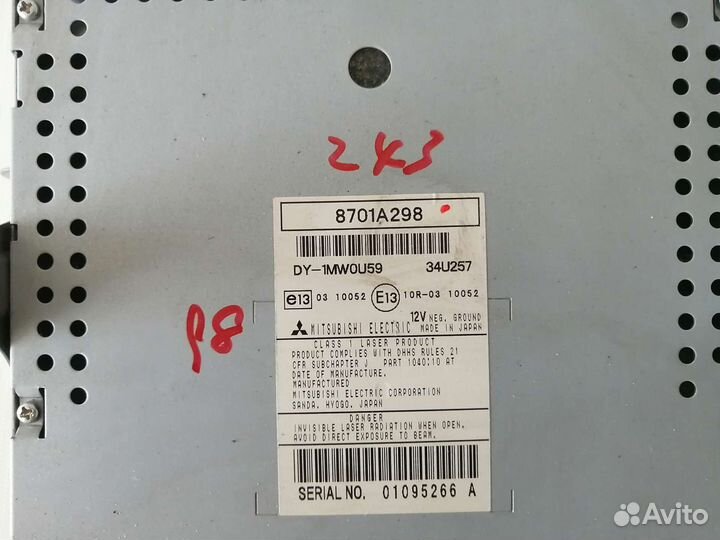 2K3
8701A298
DY-1MW0U59 34U257
e13 03 10052 E13 10R-03 10052
12V NEG. GROUND
MITSUBISHI ELECTRIC MADE IN JAPAN
CLASS 1 LASER PRODUCT
PRODUCT COMPLIES WITH DHHS RULES 21
CFR SUBCHAPTER J PART 1040:10 AT
DATE OF MANUFACTURE.
MANUFACTURED
MITSUBISHI ELECTRIC CORPORATION
SANDA, HYOGO, JAPAN
DANGER
INVISIBLE LASER RADIATION WHEN OPEN.
AVOID DIRECT EXPOSURE TO BEAM.
SERIAL NO. 01095266 A
Avito